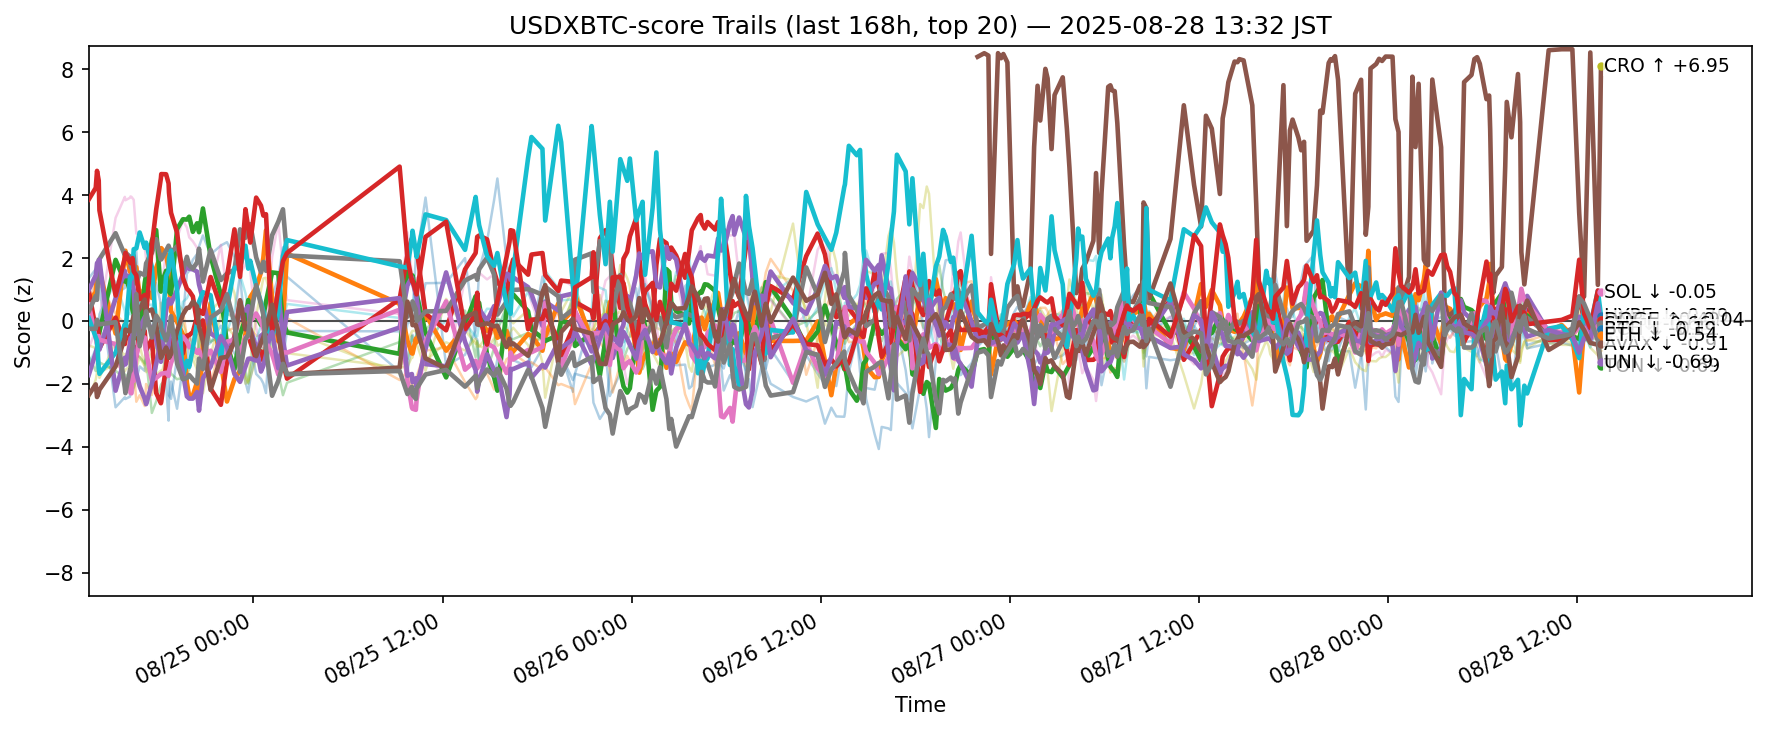 USDXBTC-score Trails (last 168h, top 20) — 2025-08-28 13:32 JST
Score (z)
8
6
4
2
0
−2
−4
−6
−8
CRO ↑ +6.95
SOL ↓ -0.05
ETH ↓ -0.54
AVAX ↓ -0.91
UNI ↓ -0.69
08/25 00:00
08/25 12:00
08/26 00:00
08/26 12:00
08/27 00:00
08/27 12:00
08/28 00:00
08/28 12:00
Time